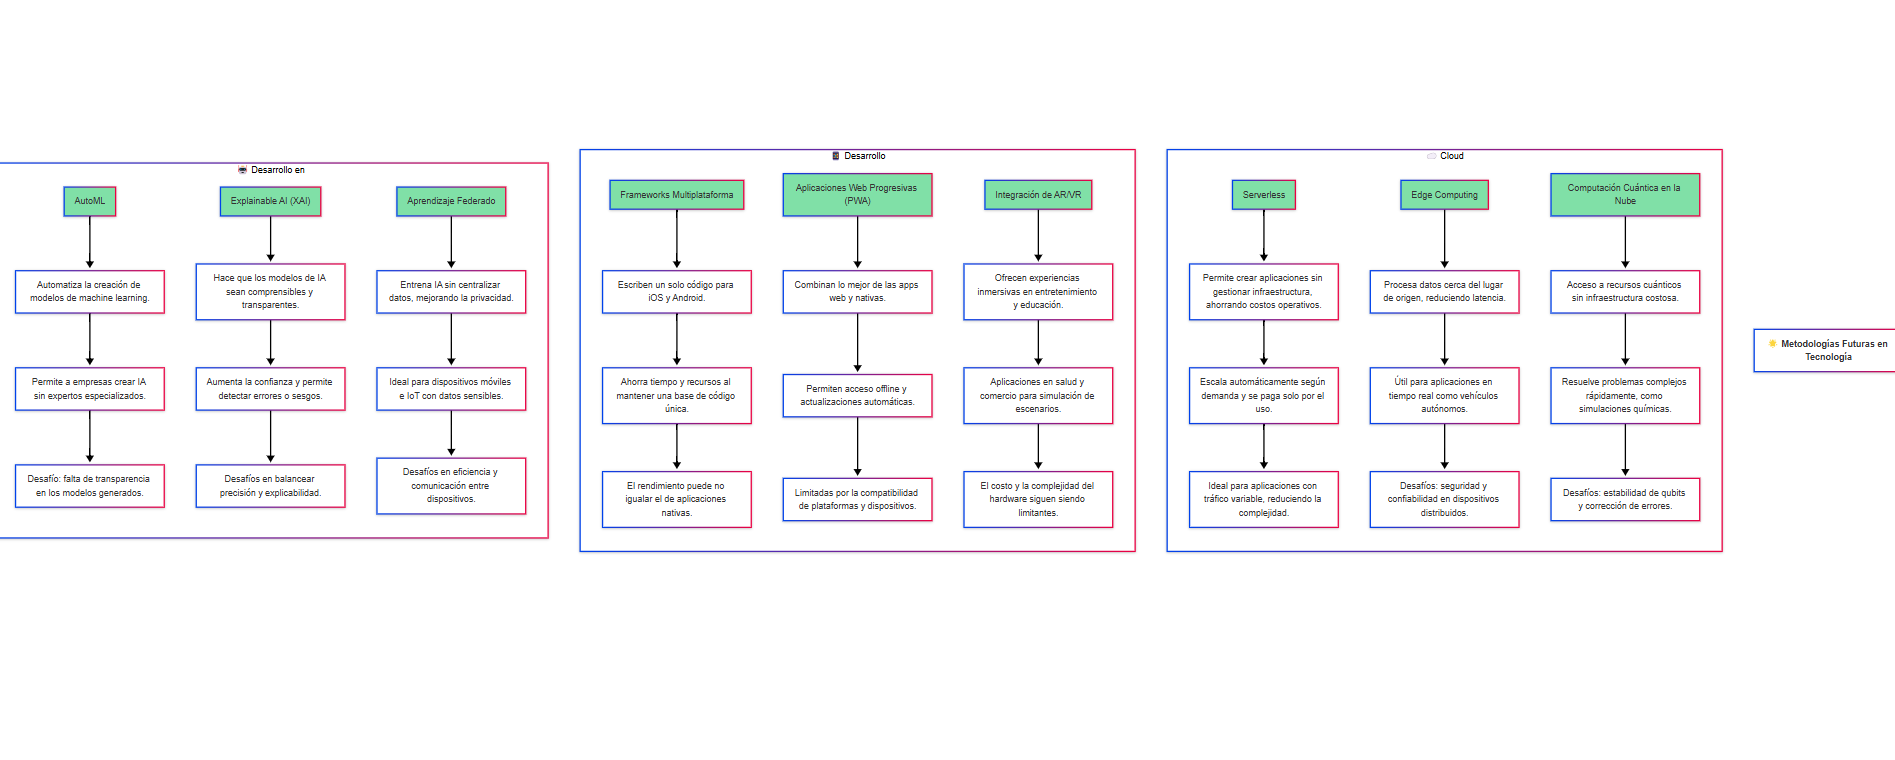 Desarrollo en
AutoML
Automatiza la creación de
modelos de machine learning.
Permite a empresas crear IA
sin expertos especializados.
Desafío: falta de transparencia
en los modelos generados.
Explainable AI (XAI)
Hace que los modelos de IA
sean comprensibles y
transparentes.
Aumenta la confianza y permite
detectar errores o sesgos.
Desafíos en balancear
precisión y explicabilidad.
Aprendizaje Federado
Entrena IA sin centralizar
datos, mejorando la privacidad.
Ideal para dispositivos móviles
e IoT con datos sensibles.
Desafíos en eficiencia y
comunicación entre
dispositivos.
Desarrollo
Frameworks Multiplataforma
Escriben un solo código para
iOS y Android.
Ahorra tiempo y recursos al
mantener una base de código
única.
El rendimiento puede no
igualar el de aplicaciones
nativas.
Aplicaciones Web Progresivas
(PWA)
Combinan lo mejor de las apps
web y nativas.
Permiten acceso offline y
actualizaciones automáticas.
Limitadas por la compatibilidad
de plataformas y dispositivos.
Integración de AR/VR
Ofrecen experiencias
inmersivas en entretenimiento
y educación.
Aplicaciones en salud y
comercio para simulación de
escenarios.
El costo y la complejidad del
hardware siguen siendo
limitantes.
Cloud
Serverless
Permite crear aplicaciones sin
gestionar infraestructura,
ahorrando costos operativos.
Escala automáticamente según
demanda y se paga solo por el
uso.
Ideal para aplicaciones con
tráfico variable, reduciendo la
complejidad.
Edge Computing
Procesa datos cerca del lugar
de origen, reduciendo latencia.
Útil para aplicaciones en
tiempo real como vehículos
autónomos.
Desafíos: seguridad y
confiabilidad en dispositivos
distribuidos.
Computación Cuántica en la
Nube
Acceso a recursos cuánticos
sin infraestructura costosa.
Resuelve problemas complejos
rápidamente, como
simulaciones químicas.
Desafíos: estabilidad de qubits
y corrección de errores.
Metodologías Futuras en
Tecnología